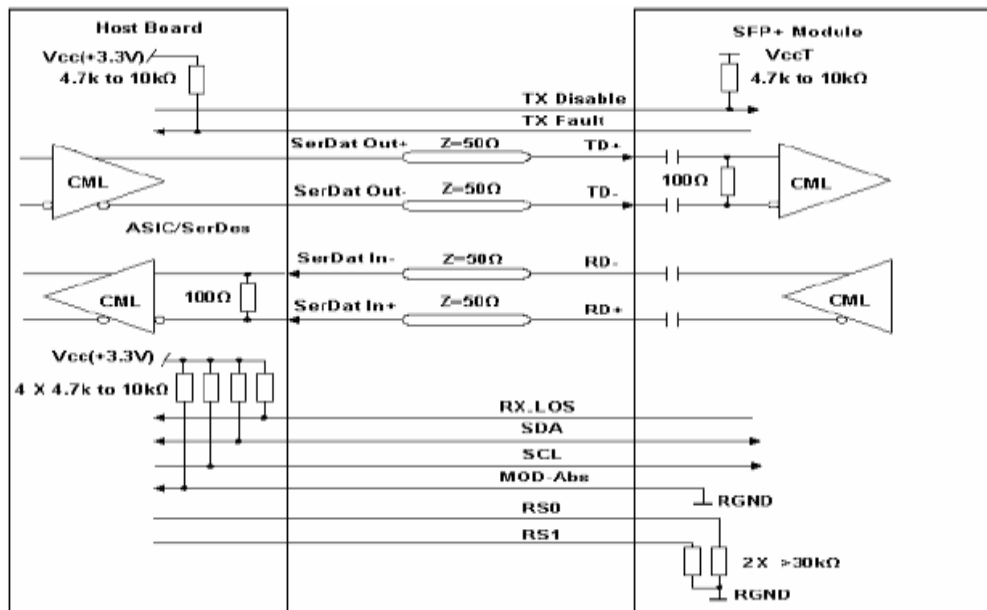 Host Board
SFP+ Module
Vcc(+3.3V)
4.7k to 10kΩ
VccT
4.7k to 10kΩ
TX Disable
TX Fault
SerDat Out+
Z=50Ω
TD+
CML
100Ω
CML
SerDat Out-
Z=50Ω
TD-
ASIC/SerDes
SerDat In-
Z=50Ω
RD-
CML
100Ω
SerDat In+
Z=50Ω
RD+
CML
Vcc(+3.3V)
4 X 4.7k to 10kΩ
RX_LOS
SDA
SCL
MOD-Abs
RGND
RS0
RS1
2 X >30kΩ
RGND